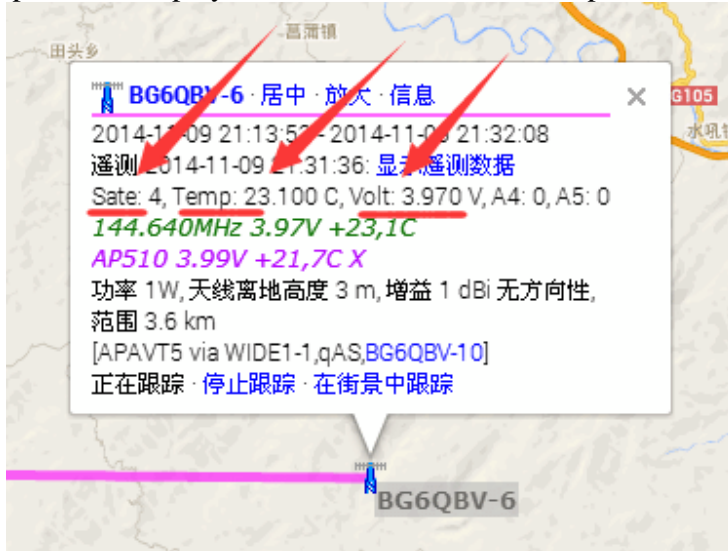 菖蒲镇
田头乡
BG6QBV-6 · 居中 · 放大 · 信息
G105
2014-11-09 21:13:52 - 2014-11-09 21:32:08
遥测 2014-11-09 21:31:36: 显示遥测数据
Sate: 4, Temp: 23.100 C, Volt: 3.970 V, A4: 0, A5: 0
144.640MHz 3.97V +23,1C
AP510 3.99V +21,7C X
功率 1W, 天线离地高度 3 m, 增益 1 dBi 无方向性,
范围 3.6 km
[APAVT5 via WIDE1-1,qAS,BG6QBV-10]
正在跟踪 · 停止跟踪 · 在街景中跟踪
BG6QBV-6